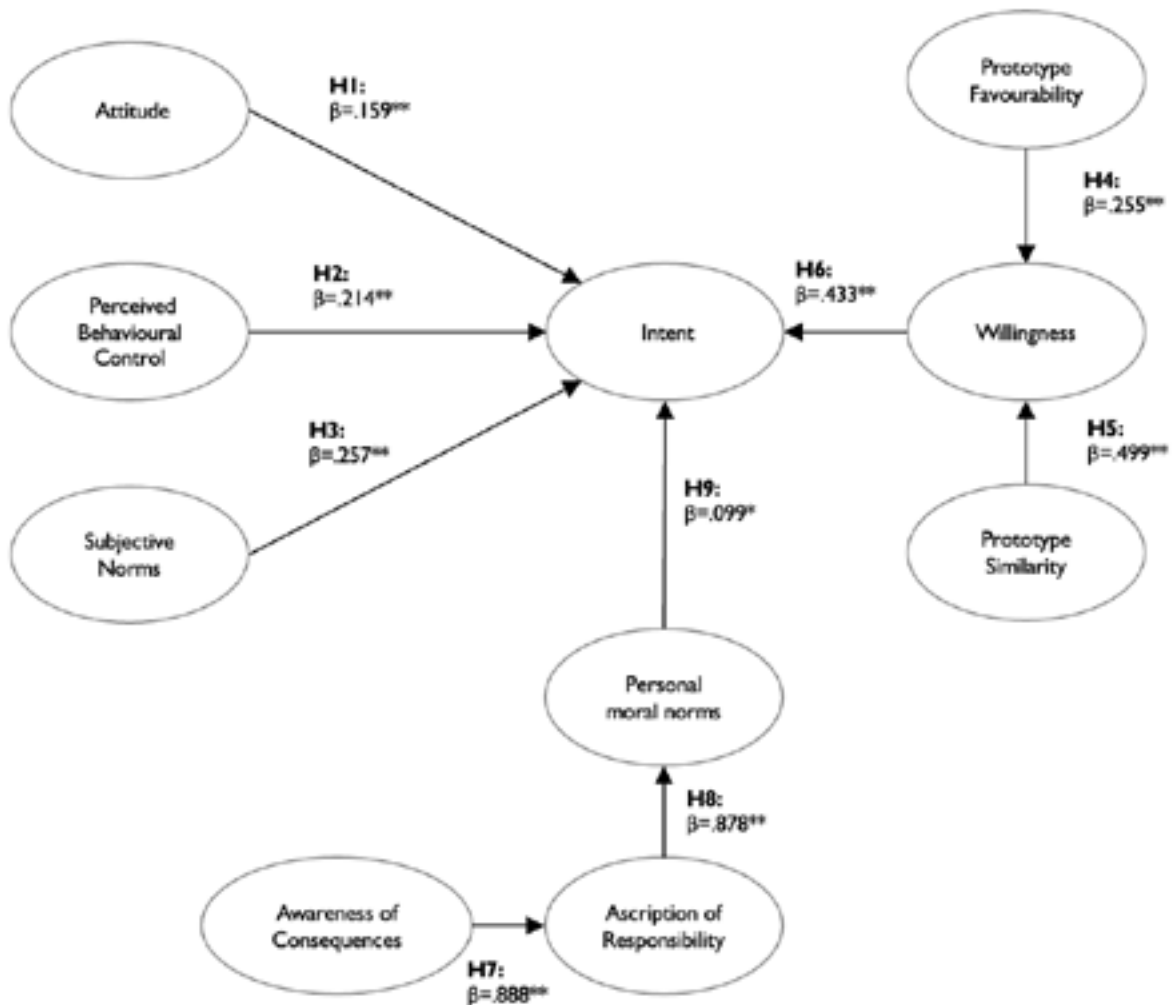 Attitude
H1:
β=.159**
Prototype
Favourability
H4:
β=.255**
Perceived
Behavioural
Control
H2:
β=.214**
Intent
H6:
β=.433**
Willingness
H3:
β=.257**
H5:
β=.499**
Subjective
Norms
H9:
β=.099*
Prototype
Similarity
Personal
moral norms
H8:
β=.878**
Awareness of
Consequences
H7:
β=.888**
Ascription of
Responsibility